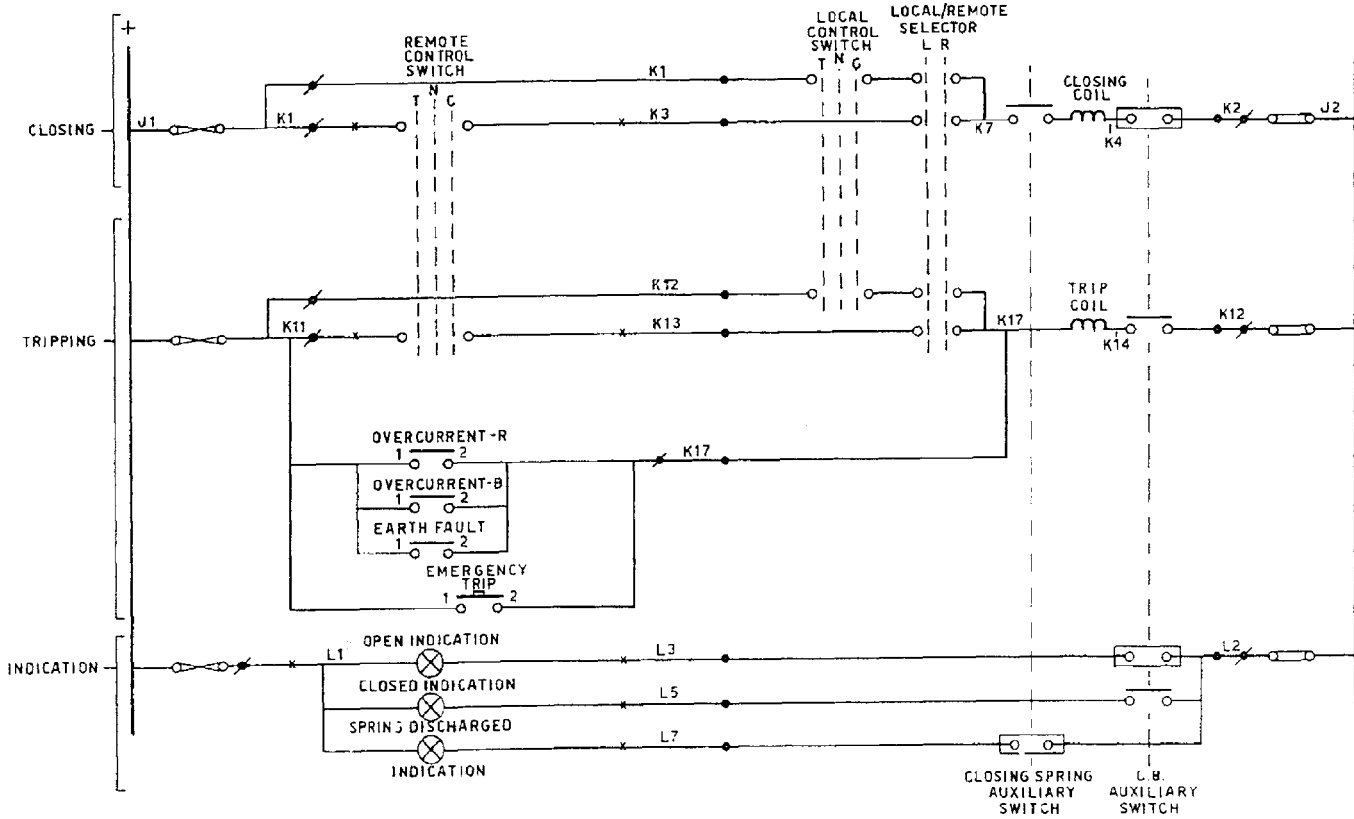 +
REMOTE
CONTROL
SWITCH
T N C
LOCAL
CONTROL
SWITCH
T N C
LOCAL/REMOTE
SELECTOR
L R
CLOSING
J1
K1
K1
K3
K7
CLOSING
COIL
K4
K2
J2
TRIPPING
K11
K12
K13
K17
TRIP
COIL
K14
K12
OVERCURRENT-R
1 2
K17
OVERCURRENT-B
1 2
EARTH FAULT
1 2
EMERGENCY
TRIP
1 2
INDICATION
OPEN INDICATION
L1
L3
L2
CLOSED INDICATION
L5
SPRING DISCHARGED
L7
INDICATION
CLOSING SPRING
AUXILIARY
SWITCH
C.B.
AUXILIARY
SWITCH